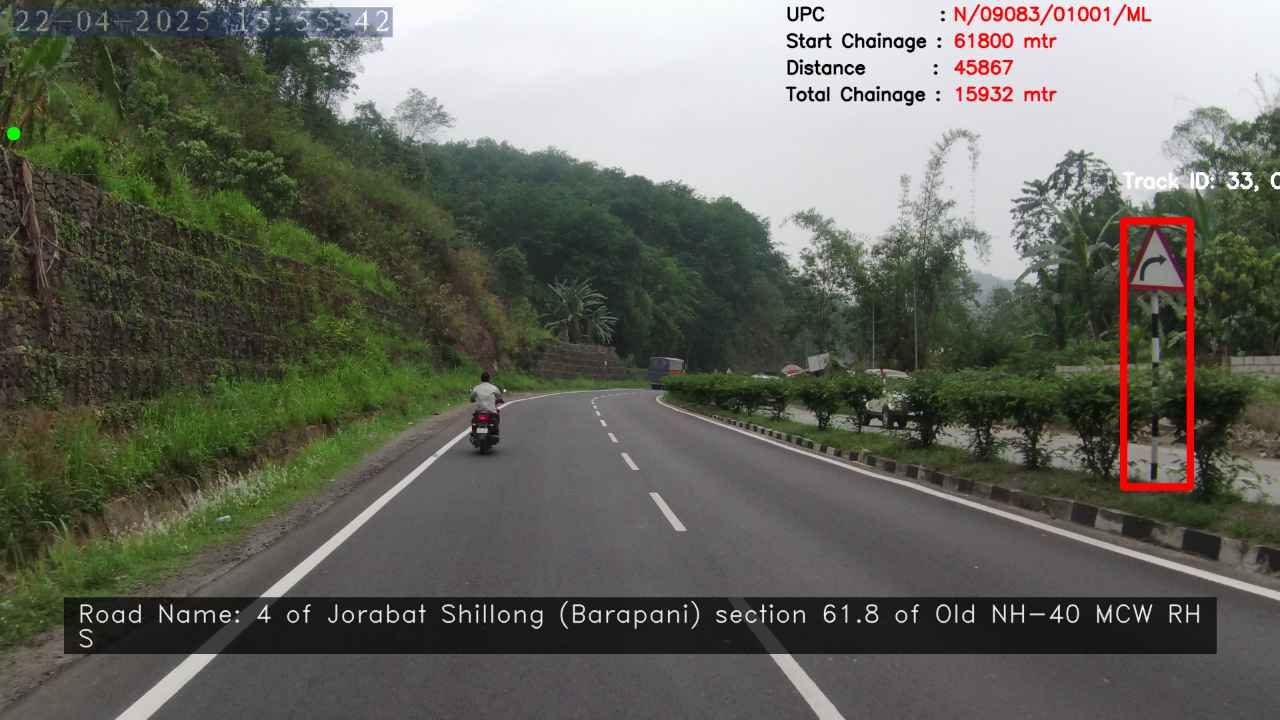 22-04-2025 15:55:42
UPC : N/09083/01001/ML
Start Chainage : 61800 mtr
Distance : 45867
Total Chainage : 15932 mtr
Track ID: 33,
Road Name: 4 of Jorabat Shillong (Barapani) section 61.8 of Old NH-40 MCW RH
S